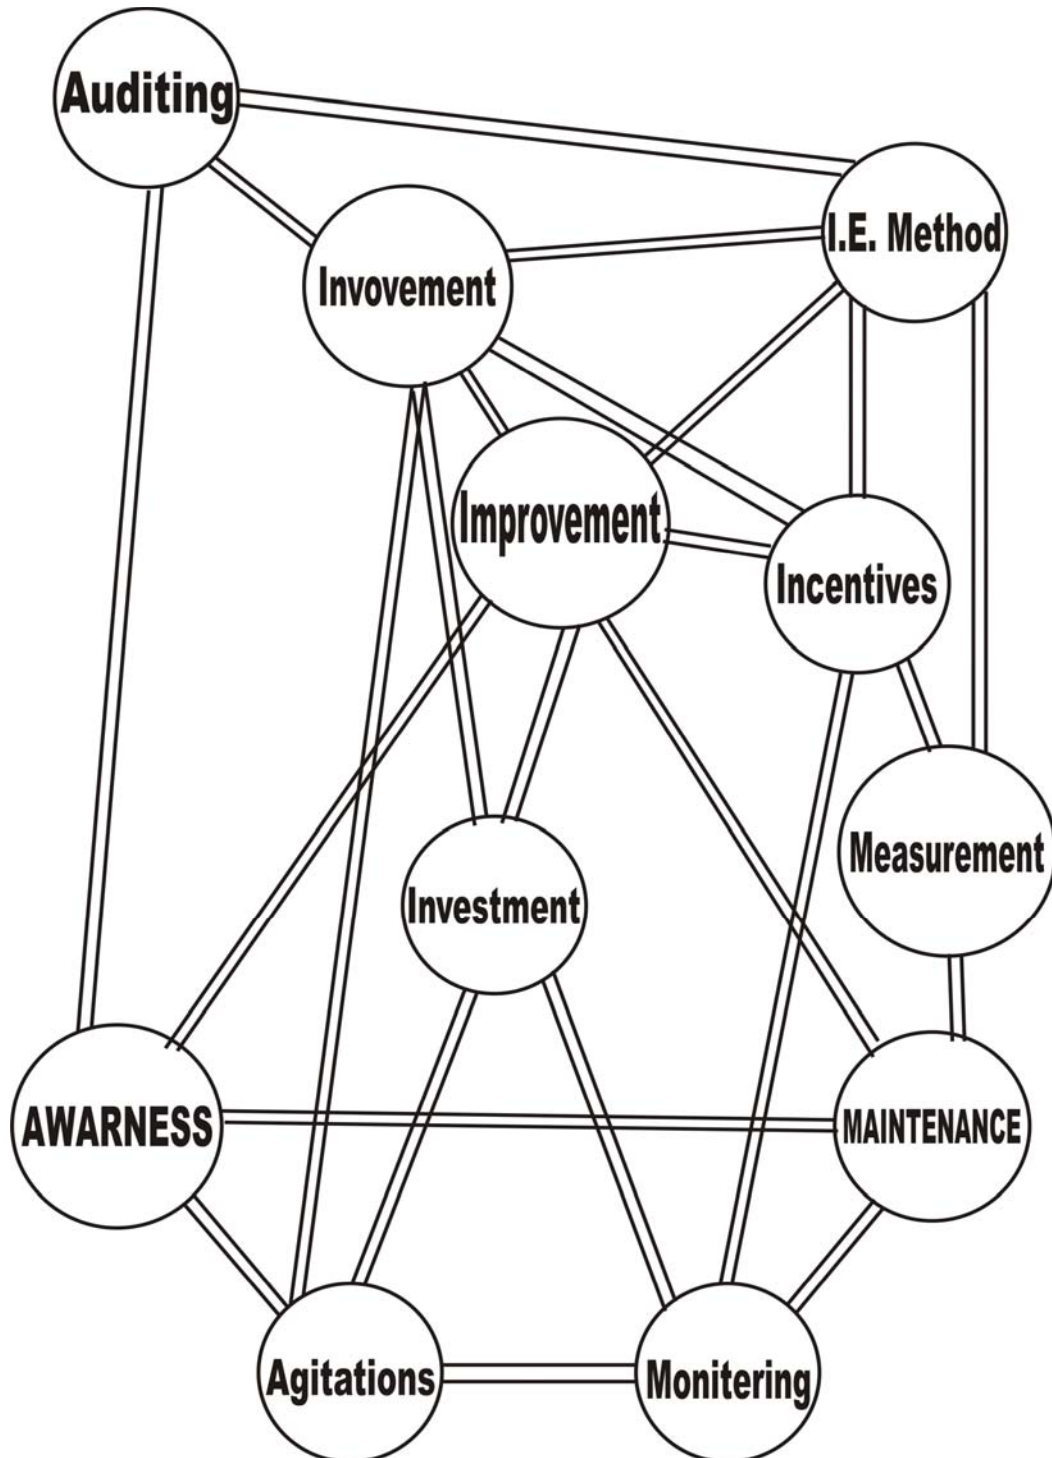 Auditing
I.E. Method
Invovement
Improvement
Incentives
Measurement
Investment
AWARNESS
MAINTENANCE
Agitations
Monitering